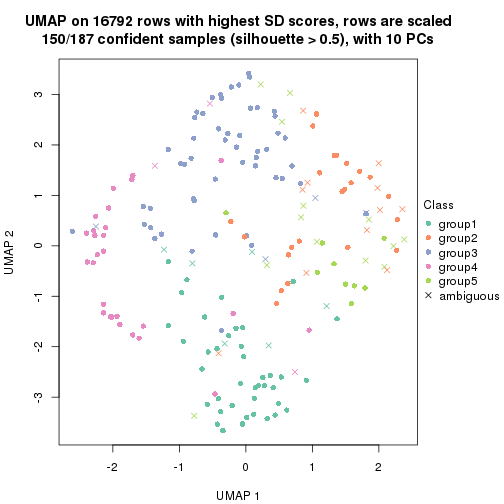 UMAP on 16792 rows with highest SD scores, rows are scaled
150/187 confident samples (silhouette > 0.5), with 10 PCs
3
2
1
0
-1
-2
-3
UMAP 2
-2
-1
0
1
2
UMAP 1
Class
group1
group2
group3
group4
group5
ambiguous